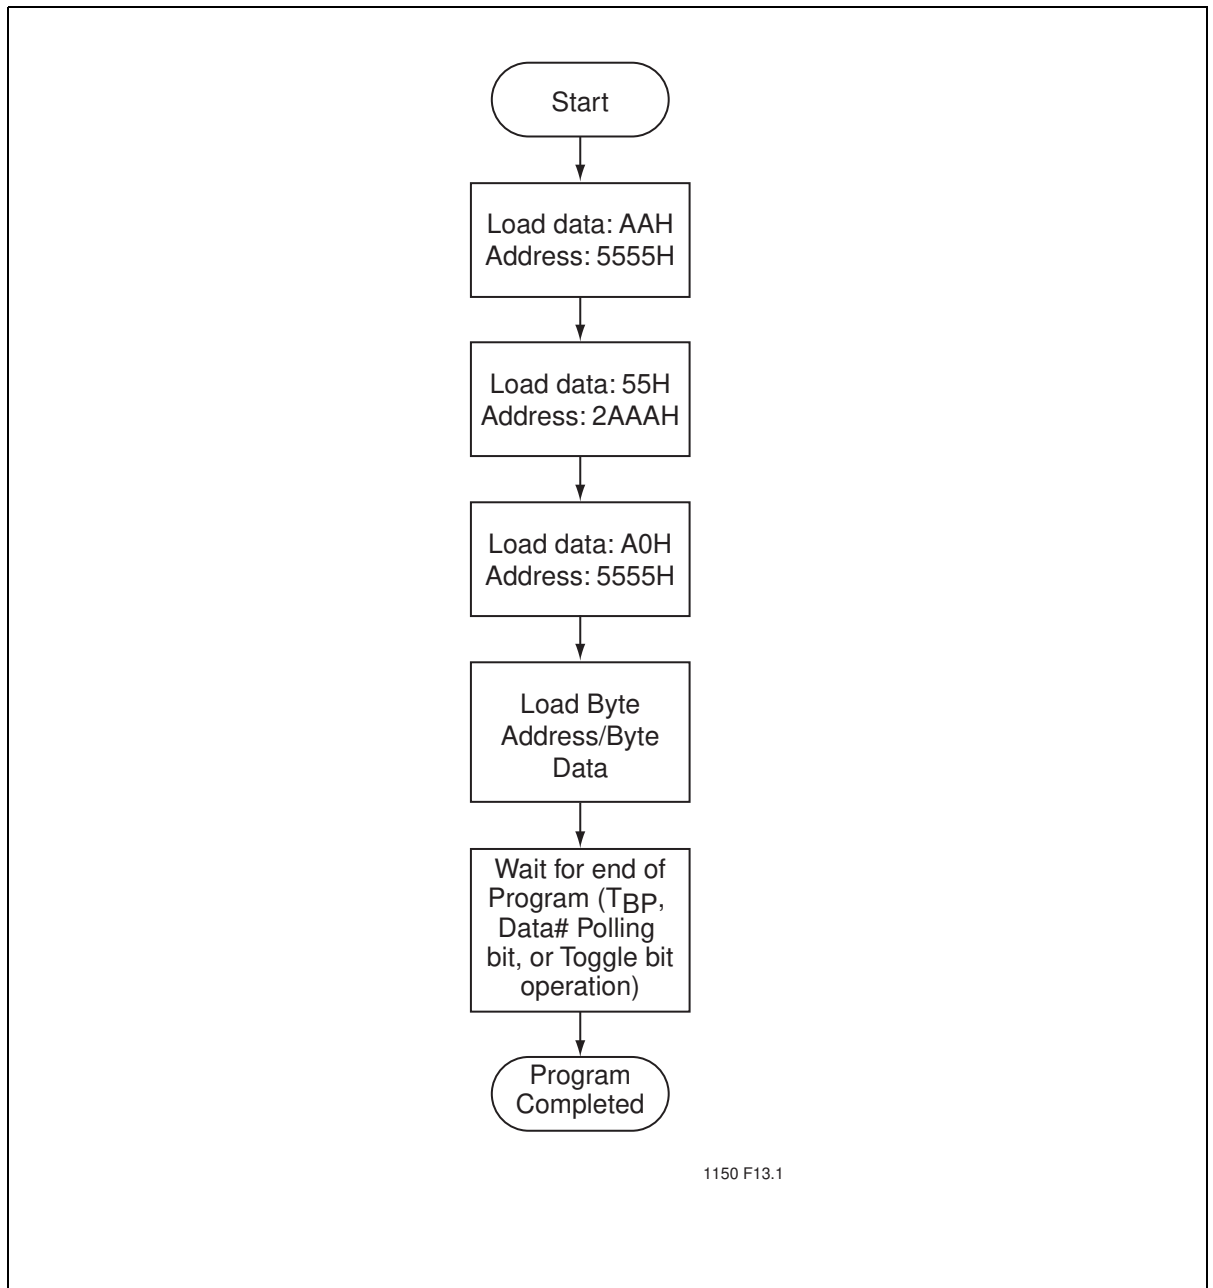 Start
Load data: AAH
Address: 5555H
Load data: 55H
Address: 2AAAH
Load data: A0H
Address: 5555H
Load Byte
Address/Byte
Data
Wait for end of
Program (TBP,
Data# Polling
bit, or Toggle bit
operation)
Program
Completed
1150 F13.1